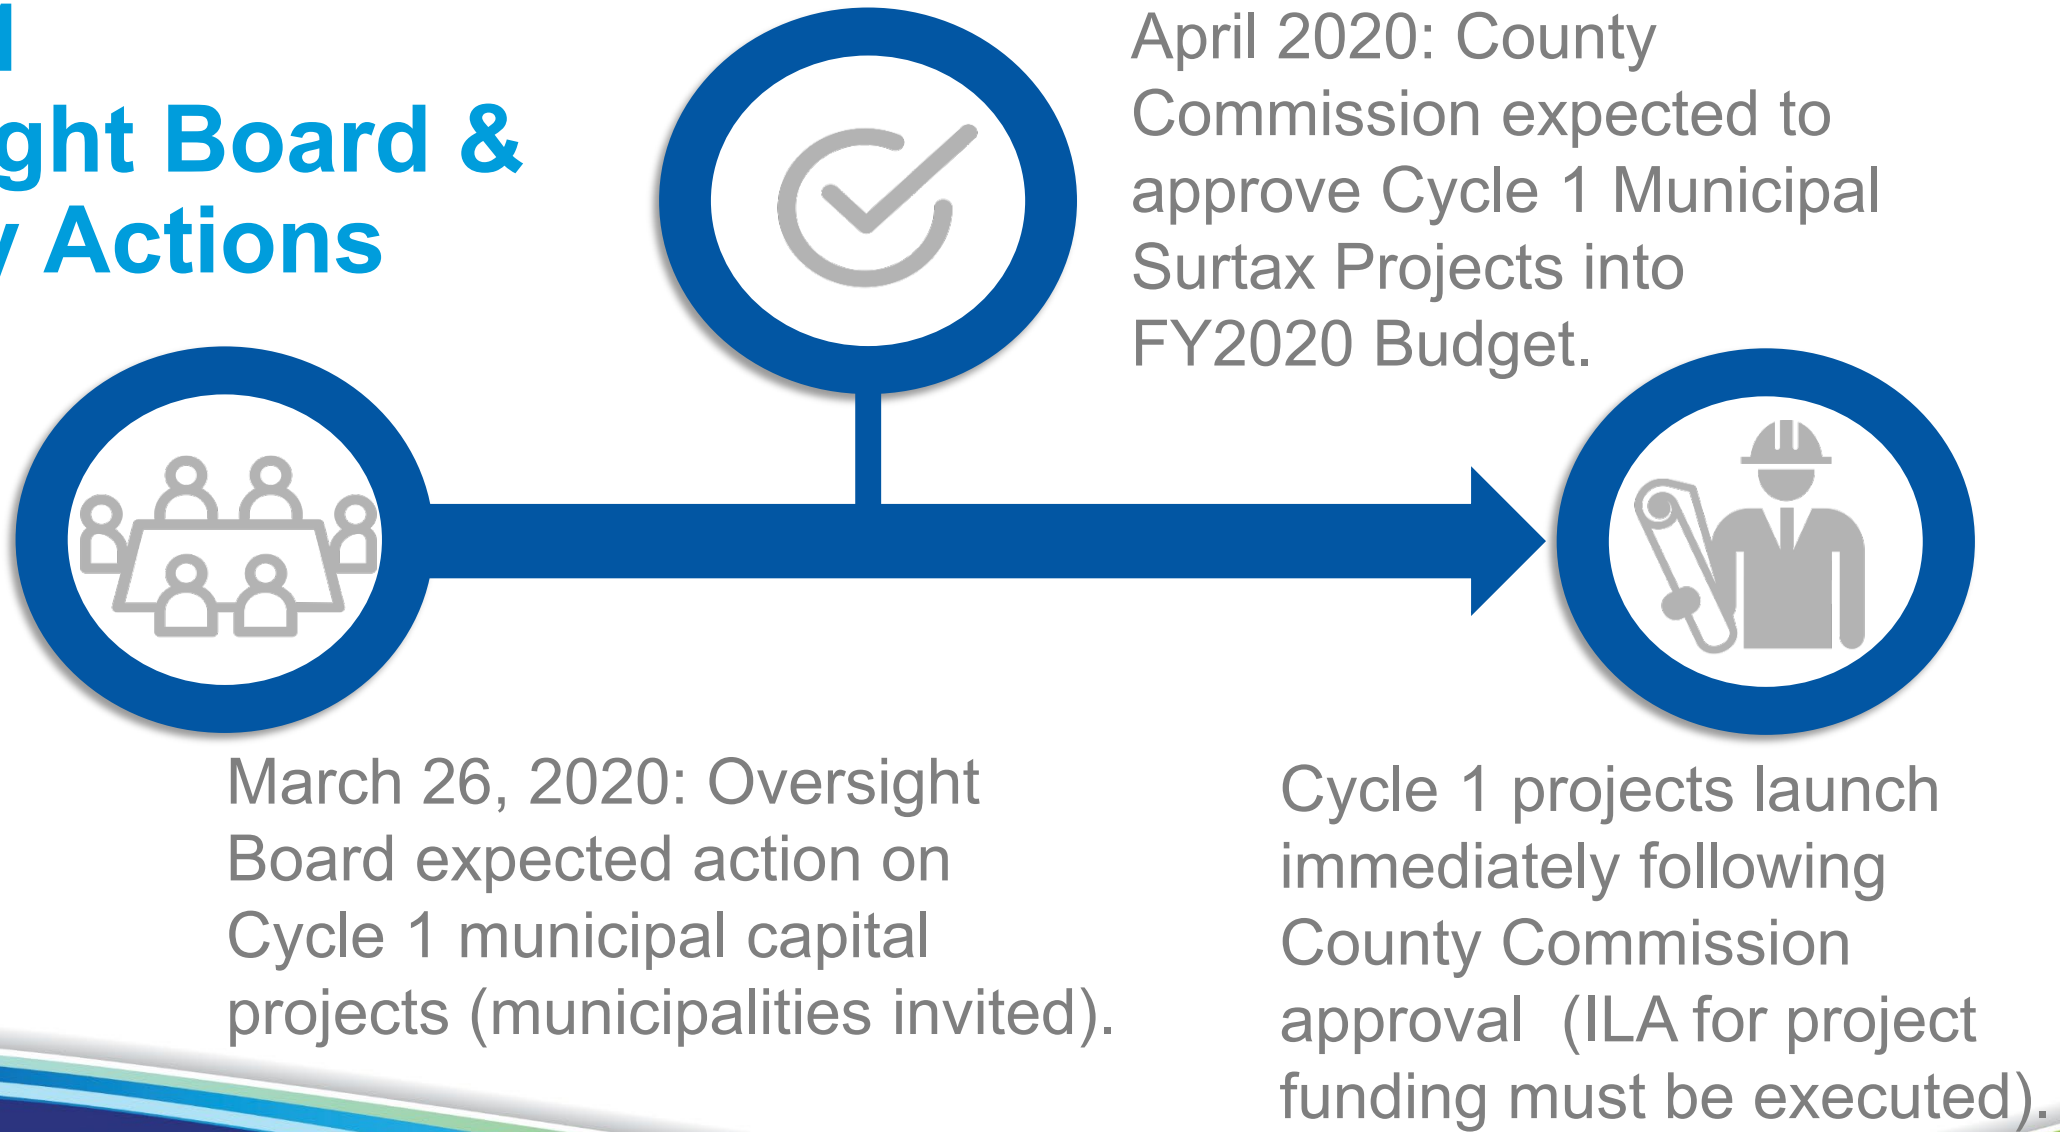 Board &
Actions
April 2020: County
Commission expected to
approve Cycle 1 Municipal
Surtax Projects into
FY2020 Budget.
March 26, 2020: Oversight
Board expected action on
Cycle 1 municipal capital
projects (municipalities invited).
Cycle 1 projects launch
immediately following
County Commission
approval  (ILA for project
funding must be executed).